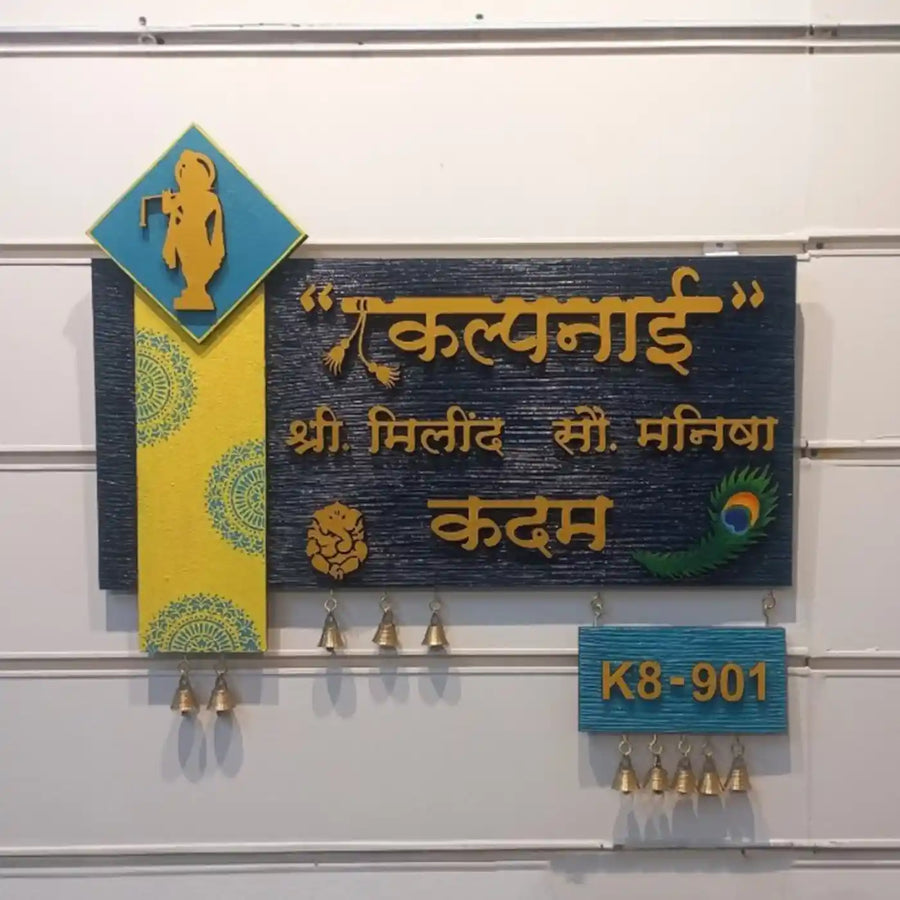 “कल्पनाई”
श्री. मिलींद सौ. मनिषा
कदम
K8-901